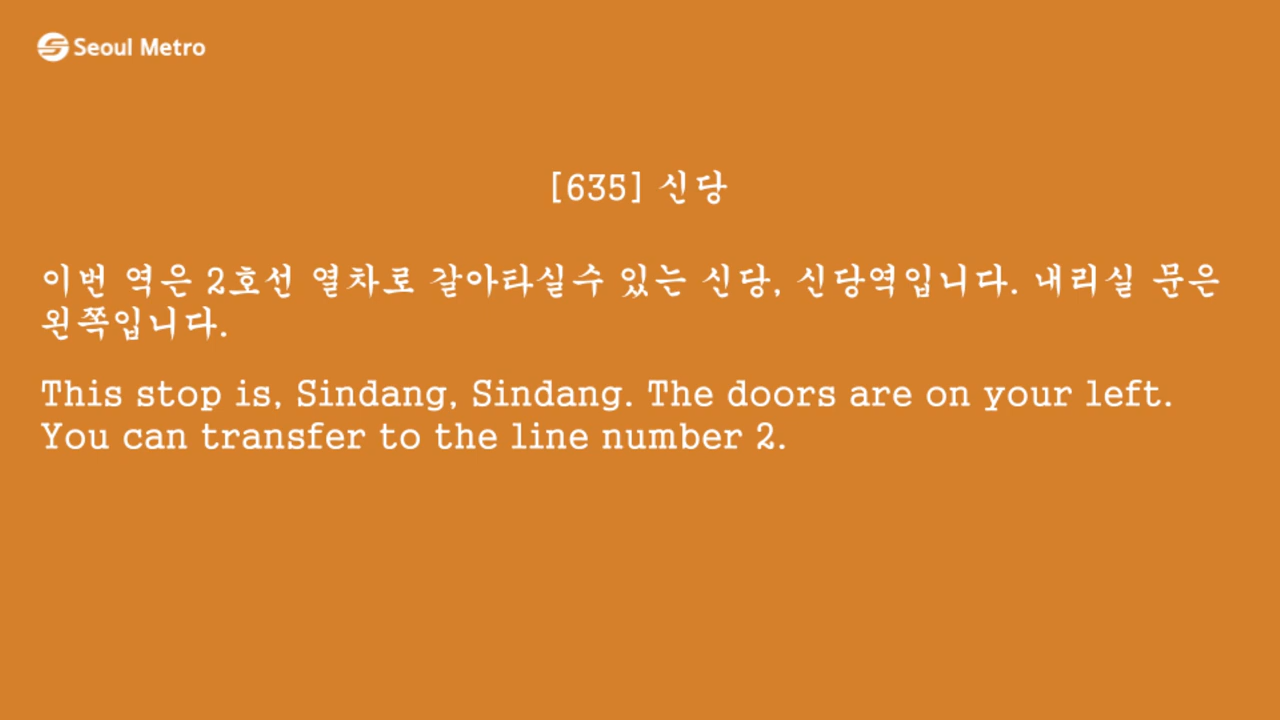 Seoul Metro
[635] 신당
이번 역은 2호선 열차로 갈아타실수 있는 신당, 신당역입니다. 내리실 문은
왼쪽입니다.
This stop is, Sindang, Sindang. The doors are on your left.
You can transfer to the line number 2.